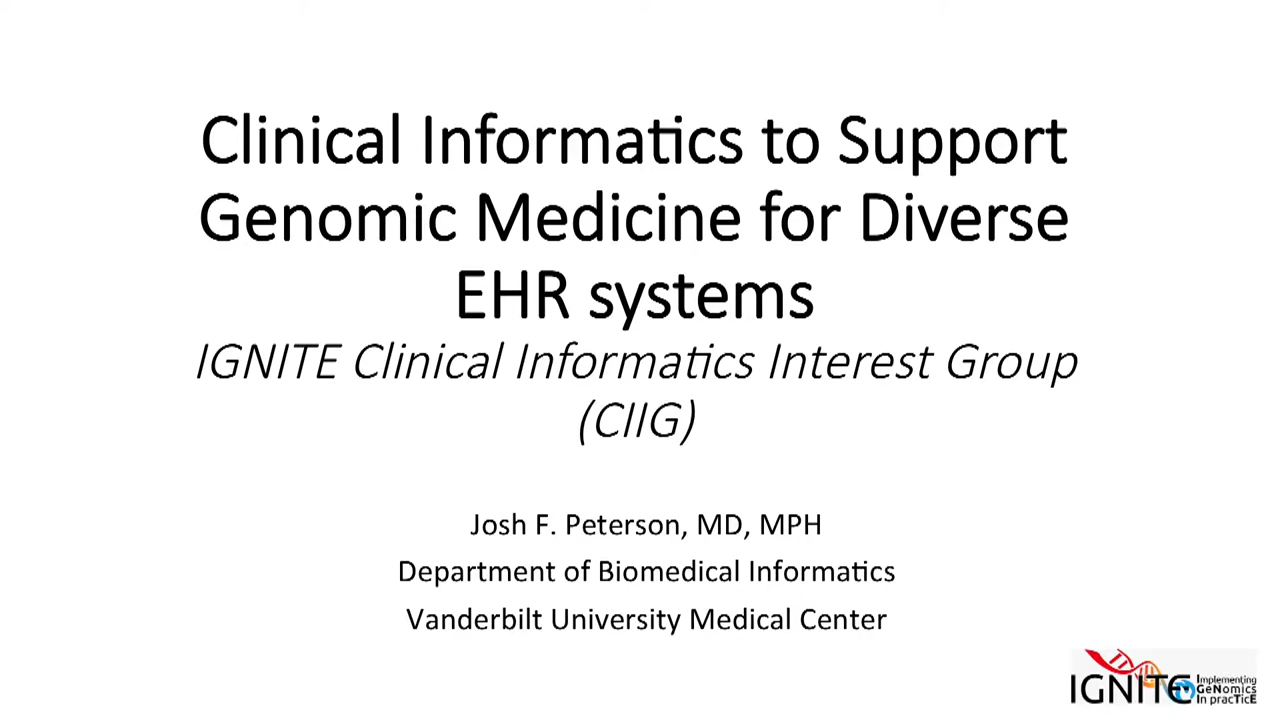 Clinical Informatics to Support
Genomic Medicine for Diverse
EHR systems
IGNITE Clinical Informatics Interest Group
(CIIG)
Josh F. Peterson, MD, MPH
Department of Biomedical Informatics
Vanderbilt University Medical Center
IGNITE Implementing
GeNomics
In pracTicE